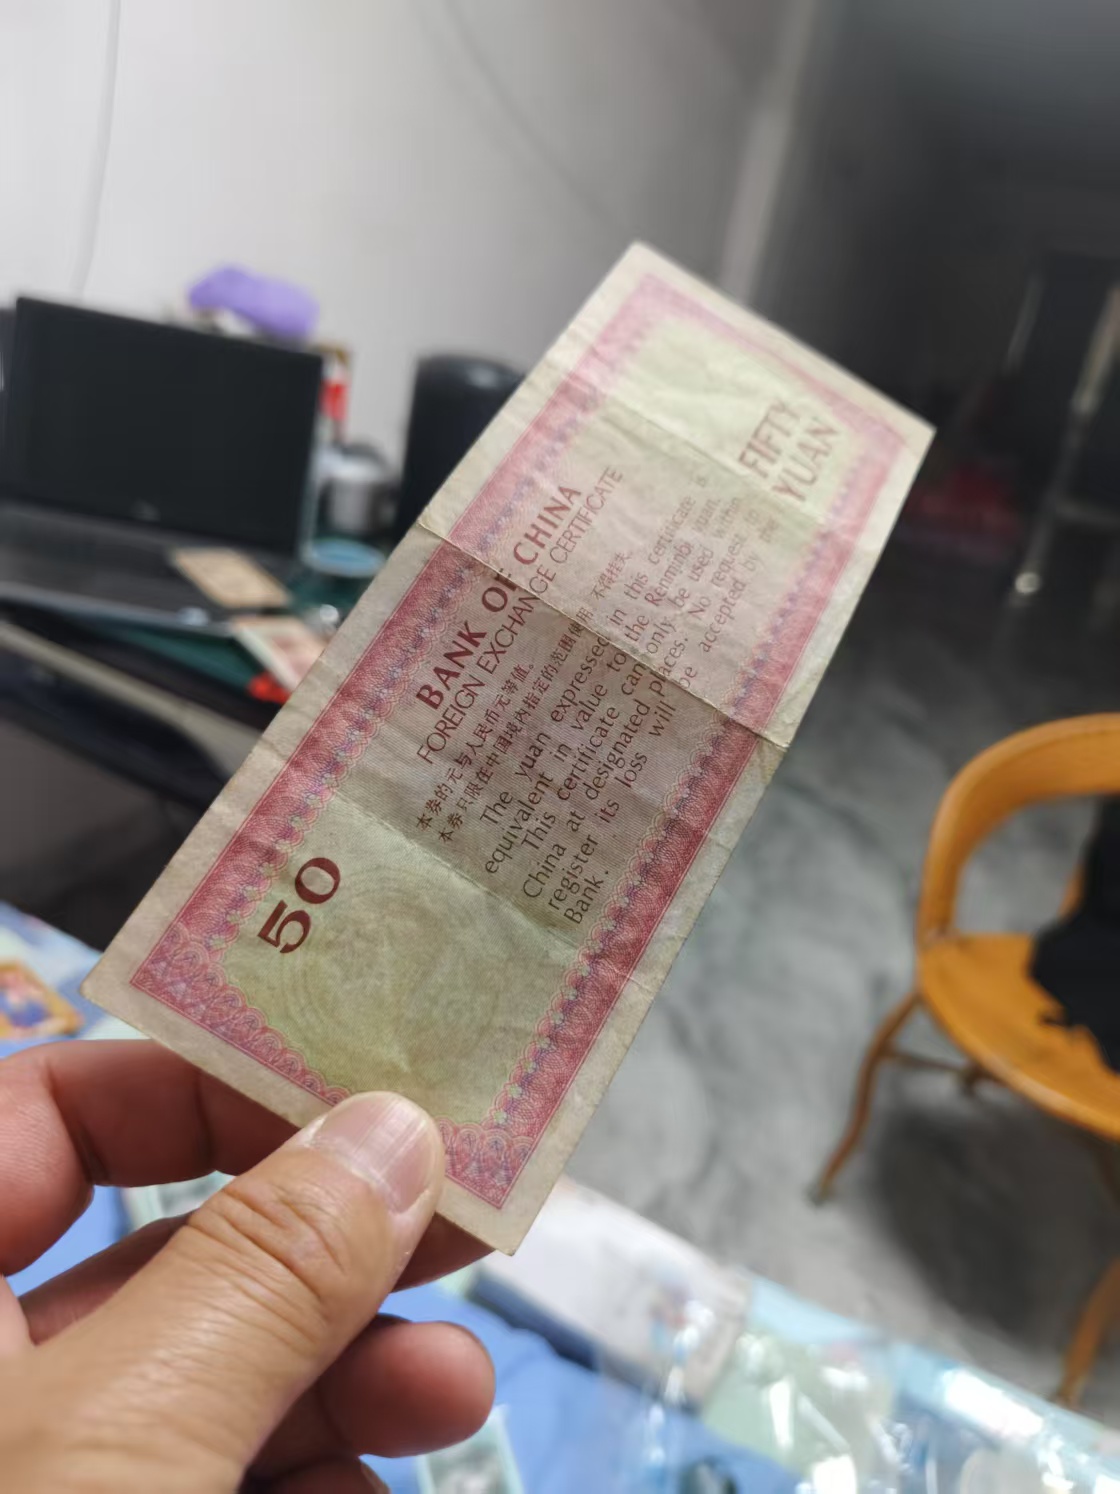 BANK OF CHINA
FOREIGN EXCHANGE CERTIFICATE
本券的元与人民币元等值。
本券只限在中国境内指定的范围使用 不得挂失
The yuan expressed in this certificate is
equivalent in value to the Renminbi yuan.
This certificate can only be used within
China at designated places. No request to
register its loss will be accepted by the
Bank.
50
FIFTY
YUAN